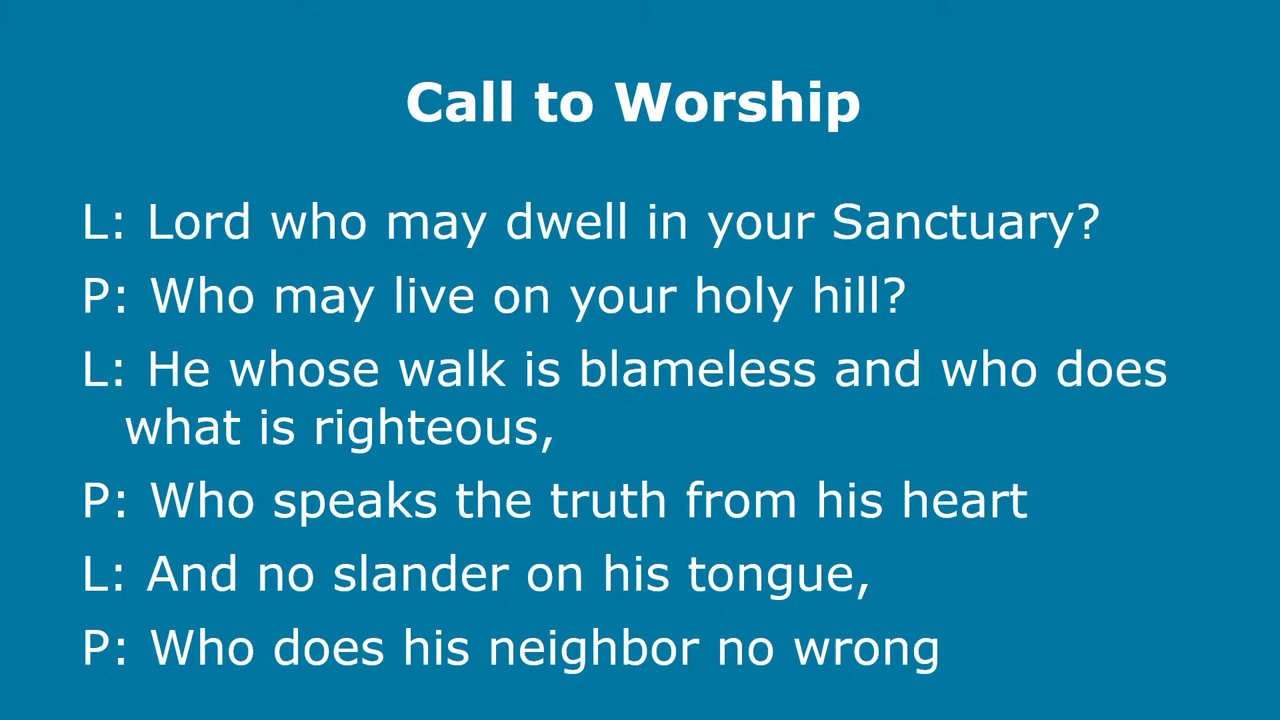 Call to Worship
L: Lord who may dwell in your Sanctuary?
P: Who may live on your holy hill?
L: He whose walk is blameless and who does
what is righteous,
P: Who speaks the truth from his heart
L: And no slander on his tongue,
P: Who does his neighbor no wrong